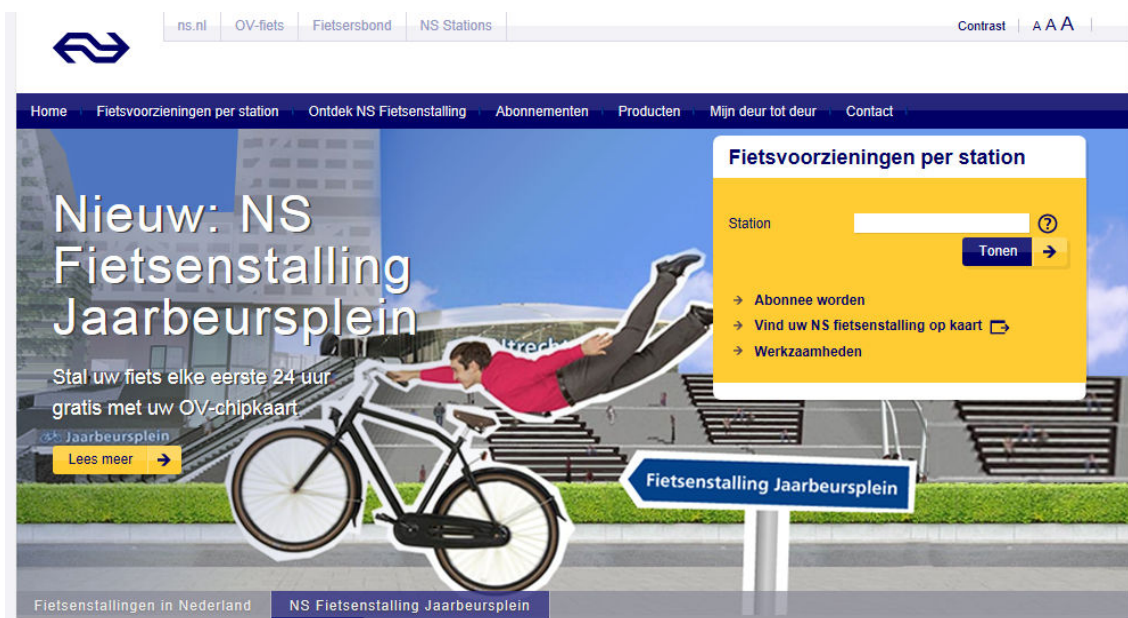 ns.nl OV-fiets Fietsersbond NS Stations
Contrast A A A
Home Fietsvoorzieningen per station Ontdek NS Fietsenstalling Abonnementen Producten Mijn deur tot deur Contact
Nieuw: NS
Fietsenstalling
Jaarbeursplein
Stal uw fiets elke eerste 24 uur
gratis met uw OV-chipkaart.
Jaarbeursplein
Lees meer
Utrecht
Fietsvoorzieningen per station
Station
?
Tonen
Abonnee worden
Vind uw NS fietsenstalling op kaart
Werkzaamheden
Fietsenstalling Jaarbeursplein
Fietsenstallingen in Nederland NS Fietsenstalling Jaarbeursplein